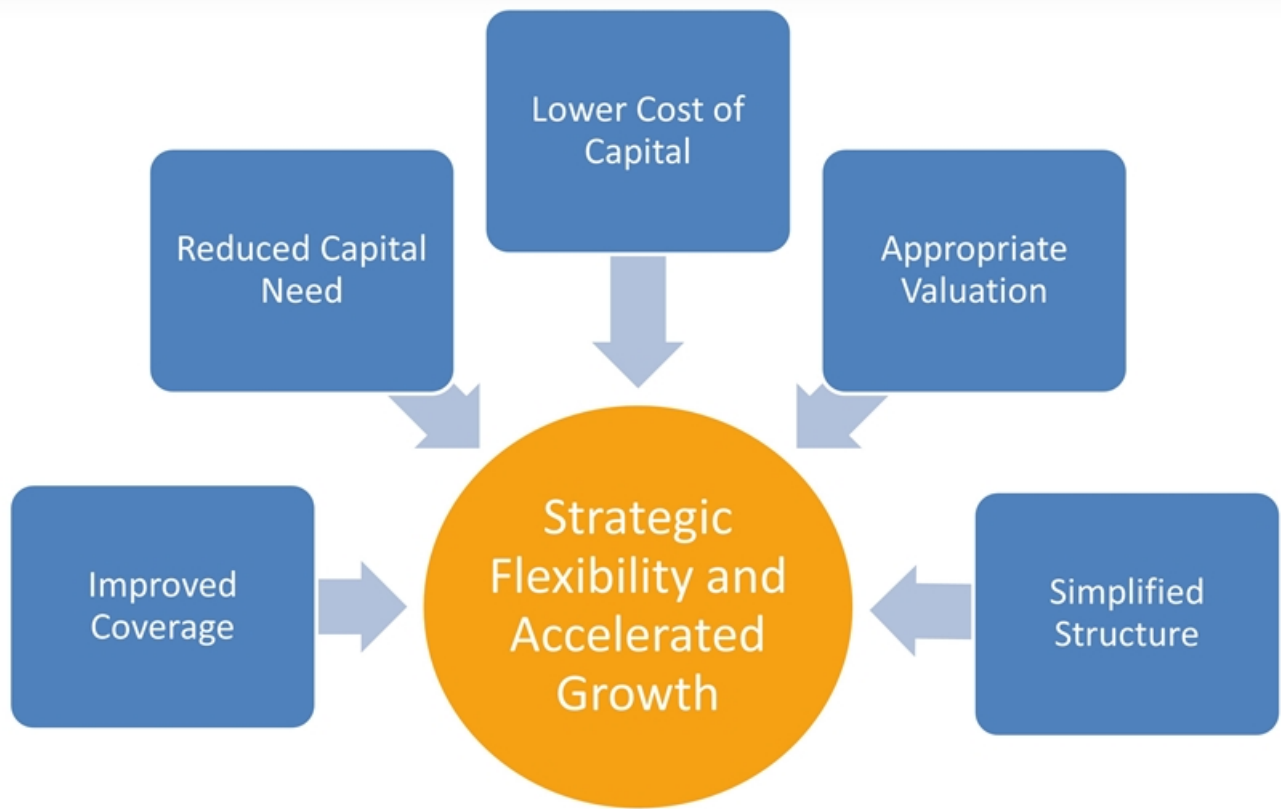 Lower Cost of
Capital
Reduced Capital
Need
Appropriate
Valuation
Improved
Coverage
Strategic
Flexibility and
Accelerated
Growth
Simplified
Structure